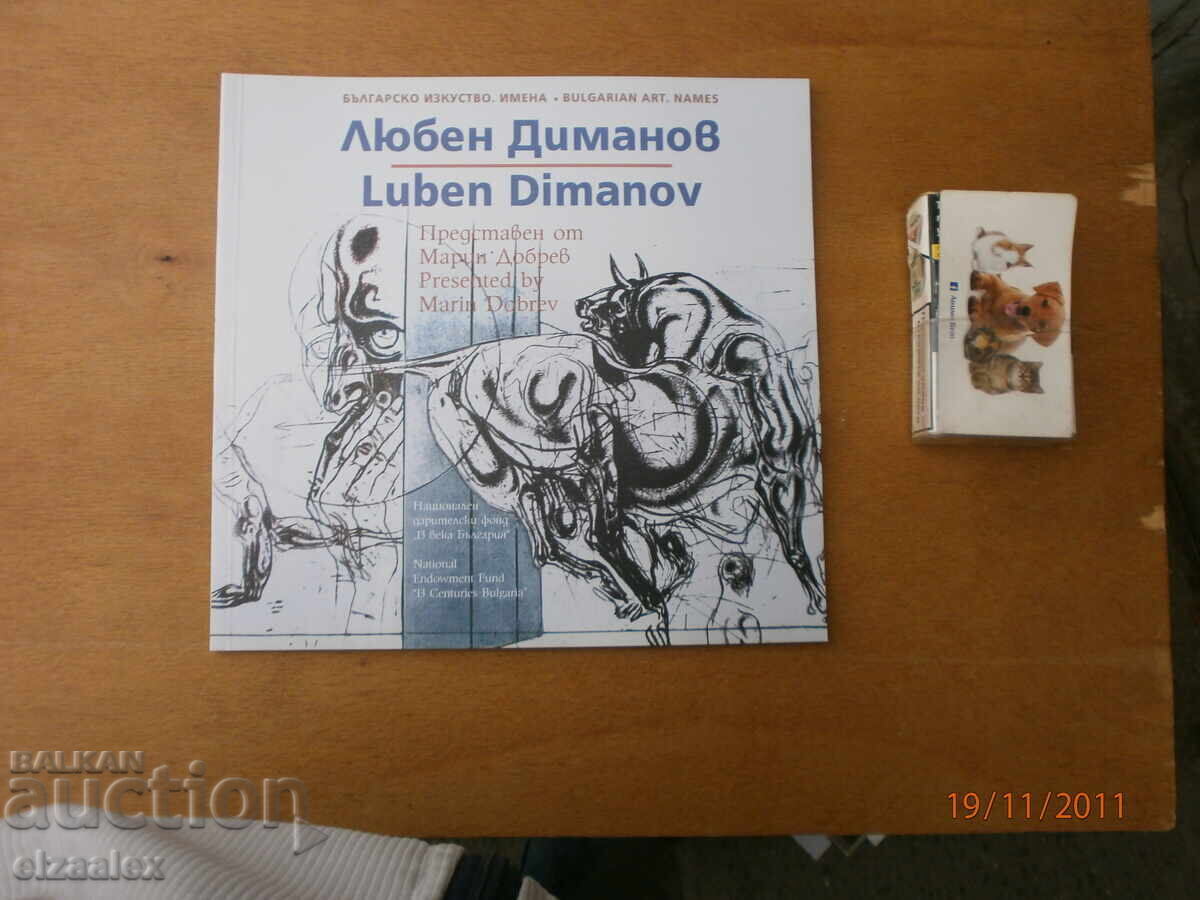 БЪЛГАРСКО ИЗКУСТВО. ИМЕНА • BULGARIAN ART. NAMES
Любен Диманов
Luben Dimanov
Представен от
Марин Добрев
Presented by
Marin Dobrev
Национален
дарителски фонд
"13 века България"
National
Endowment Fund
"13 Centuries Bulgaria"
BALKAN
auction
elzaalex
19/11/2011